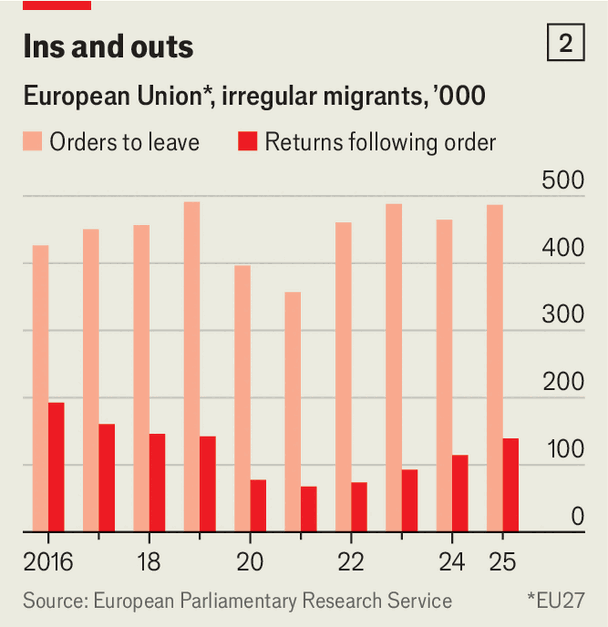 Ins and outs
2
European Union*, irregular migrants, ’000
Orders to leave
Returns following order
500
400
300
200
100
0
2016 18 20 22 24 25
Source: European Parliamentary Research Service
*EU27